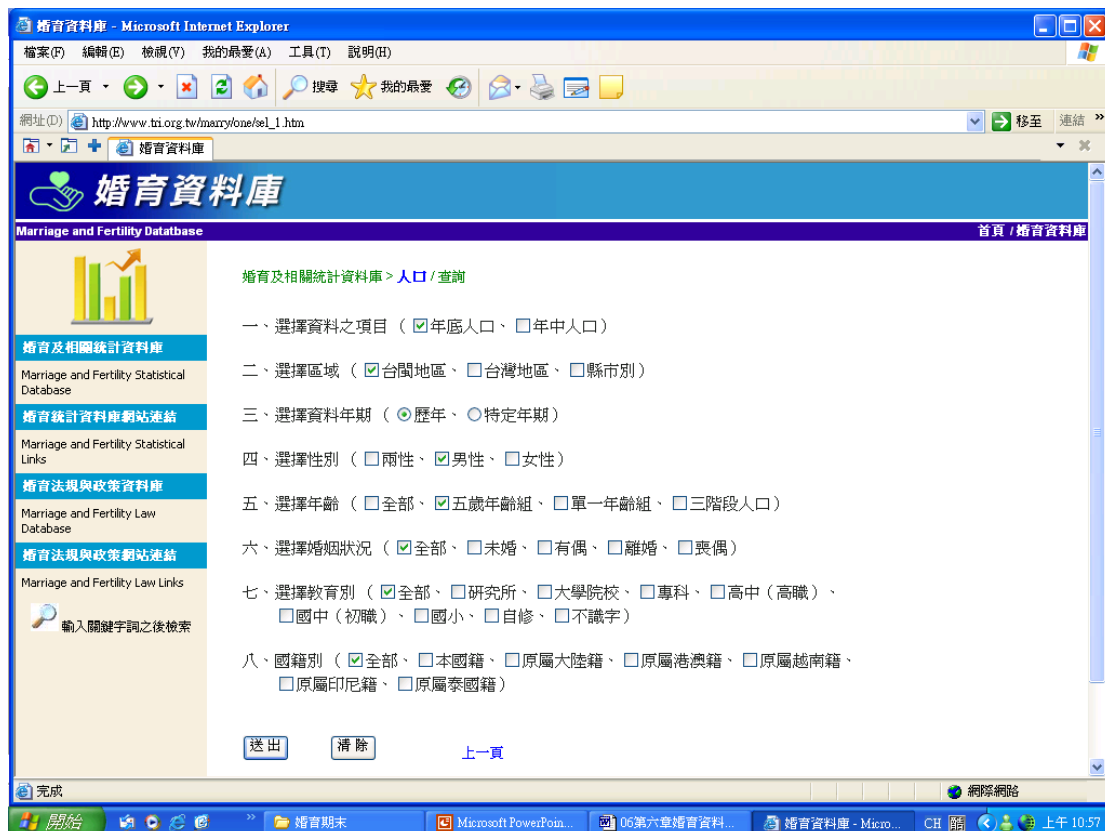 婚育資料庫 - Microsoft Internet Explorer
檔案(F) 編輯(E) 檢視(V) 我的最愛(A) 工具(T) 說明(H)
上一頁 搜尋 我的最愛
網址(D) http://www.tri.org.tw/marry/one/sel_1.htm 移至 連結 »
婚育資料庫
婚育資料庫
Marriage and Fertility Datatbase 首頁 / 婚育資料庫
婚育及相關統計資料庫 > 人口 / 查詢
一、選擇資料之項目 ( 年底人口、 年中人口)
二、選擇區域 ( 台閩地區、 台灣地區、 縣市別)
三、選擇資料年期 ( 歷年、 特定年期)
四、選擇性別 ( 兩性、 男性、 女性)
五、選擇年齡 ( 全部、 五歲年齡組、 單一年齡組、 三階段人口)
六、選擇婚姻狀況 ( 全部、 未婚、 有偶、 離婚、 喪偶)
七、選擇教育別 ( 全部、 研究所、 大學院校、 專科、 高中(高職)、
國中(初職)、 國小、 自修、 不識字)
八、國籍別 ( 全部、 本國籍、 原屬大陸籍、 原屬港澳籍、 原屬越南籍、
原屬印尼籍、 原屬泰國籍)
送出 清除 上一頁
婚育及相關統計資料庫
Marriage and Fertility Statistical
Database
婚育統計資料庫網站連結
Marriage and Fertility Statistical
Links
婚育法規與政策資料庫
Marriage and Fertility Law
Database
婚育法規與政策網站連結
Marriage and Fertility Law Links
輸入關鍵字詞之後檢索
完成 網際網路
開始 » 婚育期末 Microsoft PowerPoin... 06第六章婚育資料... 婚育資料庫 - Micro... CH 酷 上午 10:57